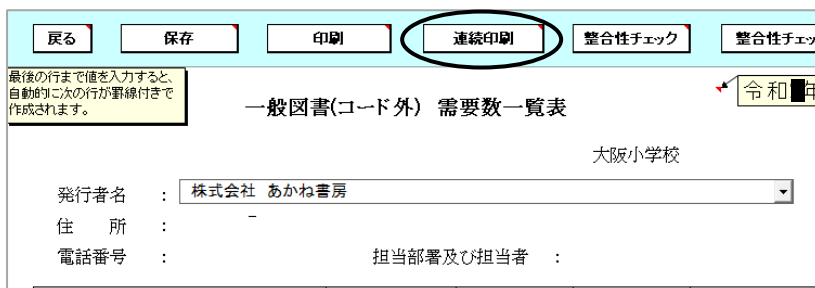 戻る 保存 印刷 連続印刷 整合性チェック 整合性チェッ
最後の行まで値を入力すると、
自動的に次の行が罫線付きで
作成されます。
一般図書(コード外) 需要数一覧表
令和 年
大阪小学校
発行者名 : 株式会社 あかね書房
住 所 : −
電話番号 : 担当部署及び担当者 :